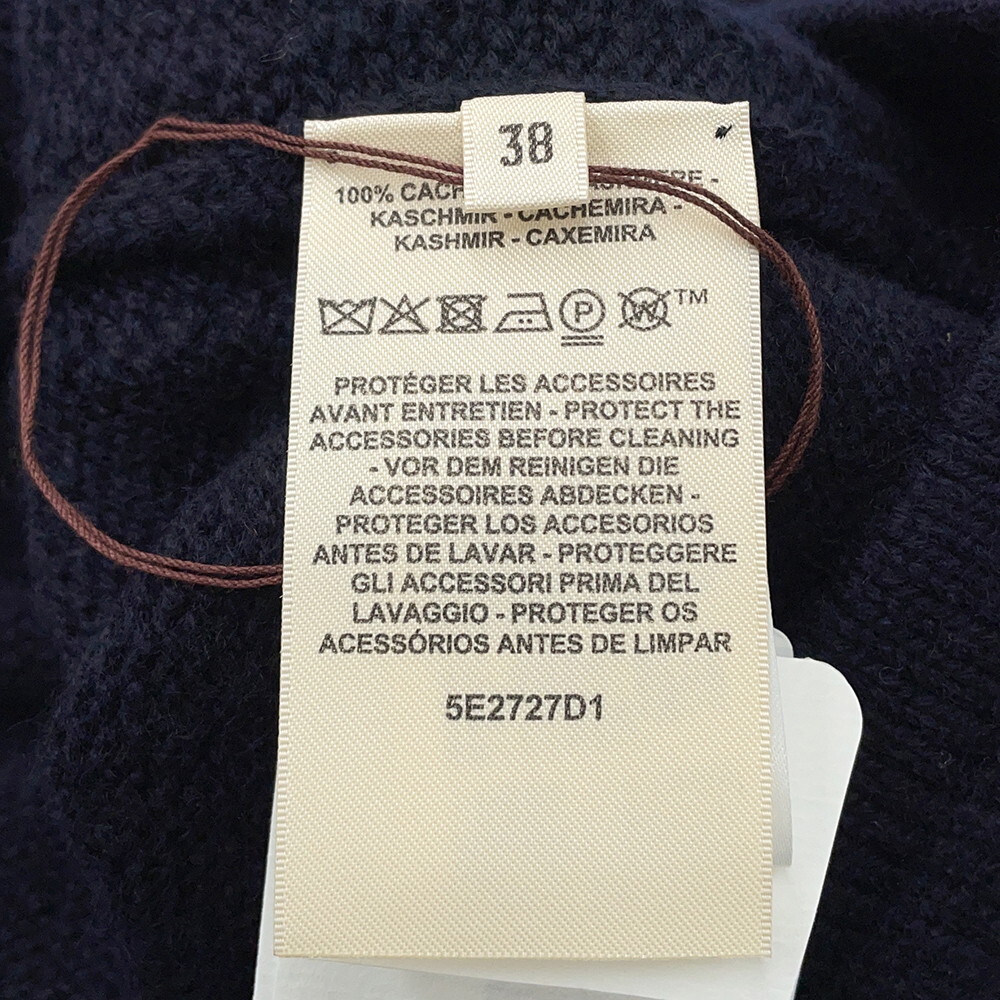 38
100% -
KASCHMIR - CACHEMIRA -
KASHMIR - CAXEMIRA
P W TM
PROTÉGER LES ACCESSOIRES
AVANT ENTRETIEN - PROTECT THE
ACCESSORIES BEFORE CLEANING
- VOR DEM REINIGEN DIE
ACCESSOIRES ABDECKEN -
PROTEGER LOS ACCESORIOS
ANTES DE LAVAR - PROTEGGERE
GLI ACCESSORI PRIMA DEL
LAVAGGIO - PROTEGER OS
ACESSÓRIOS ANTES DE LIMPAR
5E2727D1